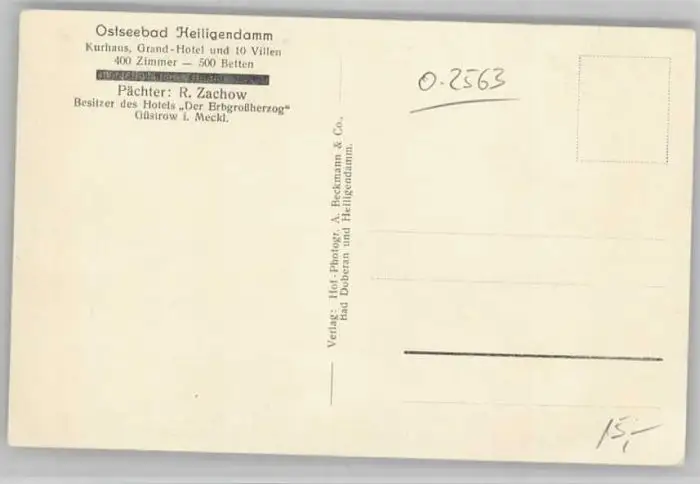 Ostseebad Heiligendamm
Kurhaus, Grand-Hotel und 10 Villen
400 Zimmer — 500 Betten
Pächter: R. Zachow
Besitzer des Hotels „Der Erbgroßherzog"
Güstrow i. Meckl.
Verlag: Hof-Photogr. A. Beckmann & Co.,
Bad Doberan und Heiligendamm.
0-2563
15,-